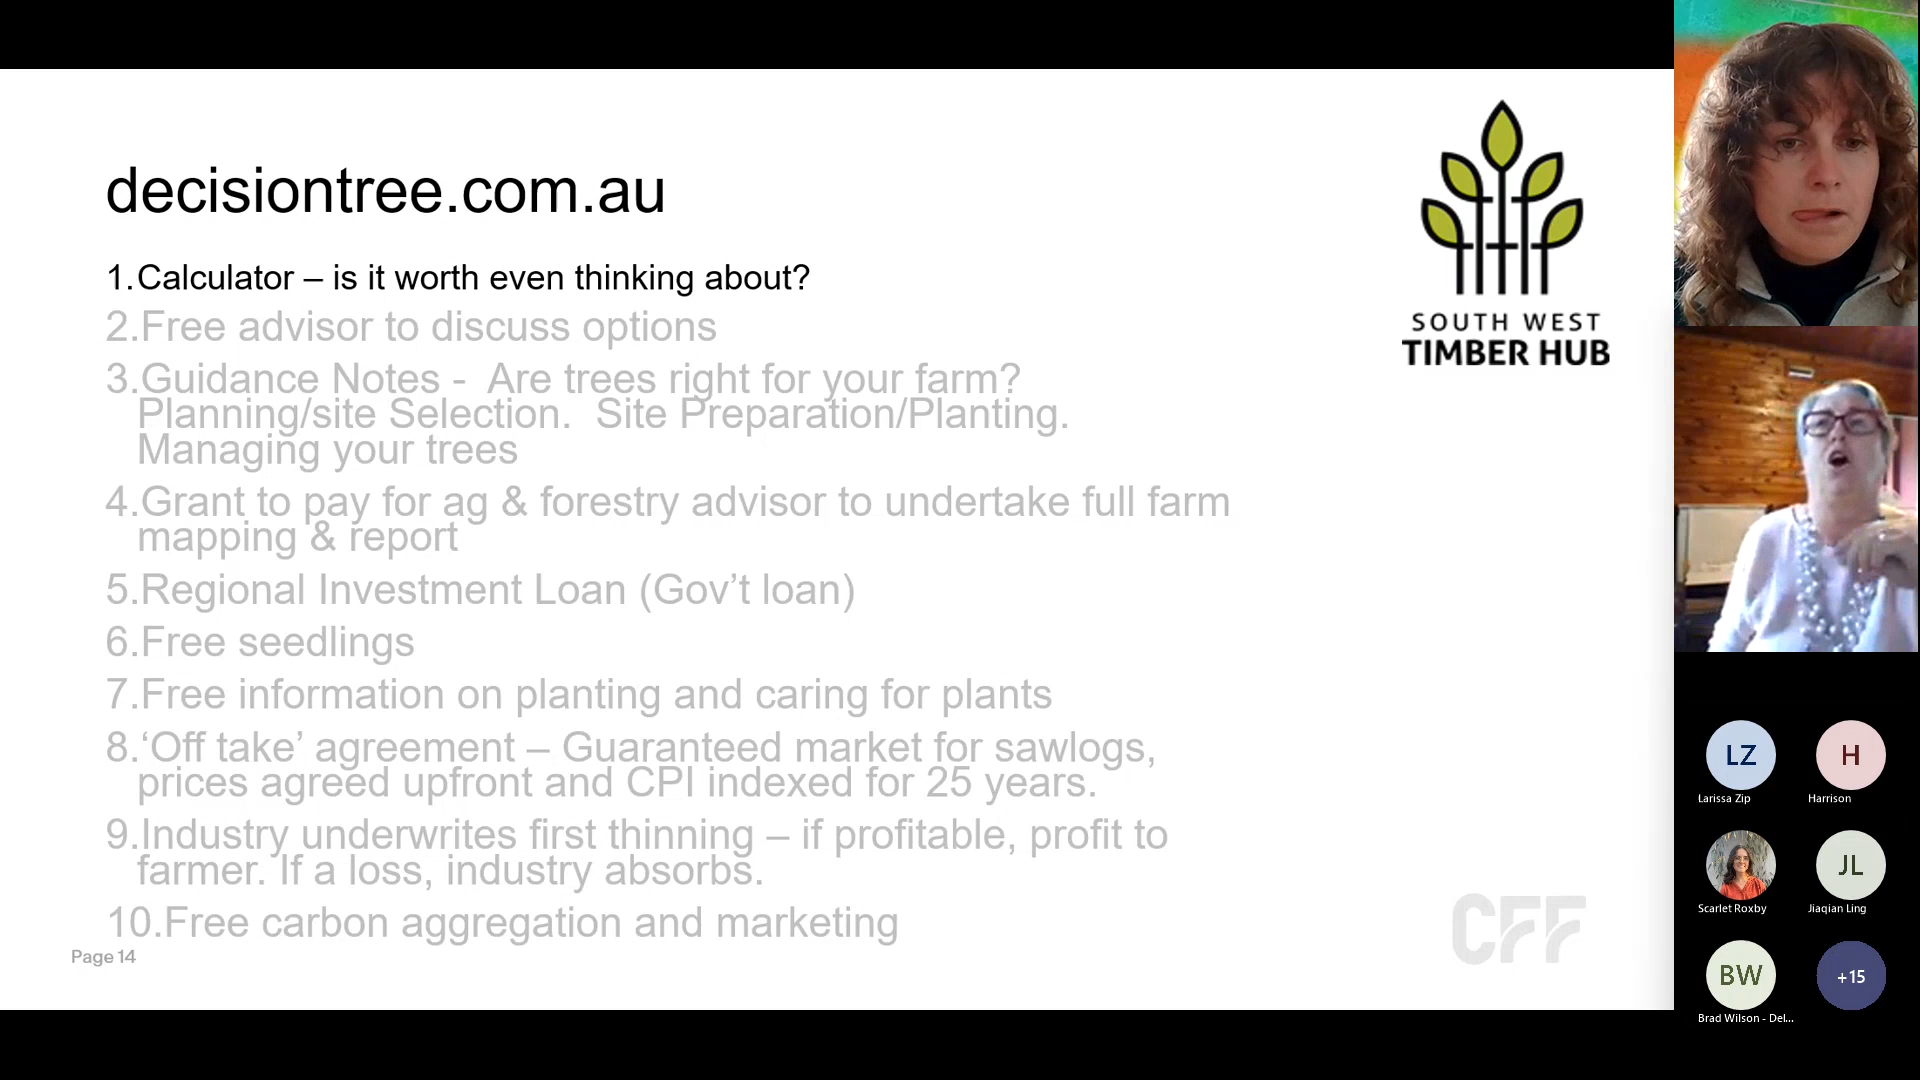 decisiontree.com.au
1.Calculator – is it worth even thinking about?
2.Free advisor to discuss options
3.Guidance Notes -  Are trees right for your farm?
Planning/site Selection.  Site Preparation/Planting.
Managing your trees
4.Grant to pay for ag & forestry advisor to undertake full farm
mapping & report
5.Regional Investment Loan (Gov’t loan)
6.Free seedlings
7.Free information on planting and caring for plants
8.‘Off take’ agreement – Guaranteed market for sawlogs,
prices agreed upfront and CPI indexed for 25 years.
9.Industry underwrites first thinning – if profitable, profit to
farmer. If a loss, industry absorbs.
10.Free carbon aggregation and marketing
Page 14
SOUTH WEST
TIMBER HUB
CFF
LZ
Larissa Zip
H
Harrison
Scarlet Roxby
JL
Jiaqian Ling
BW
Brad Wilson - Del...
+15